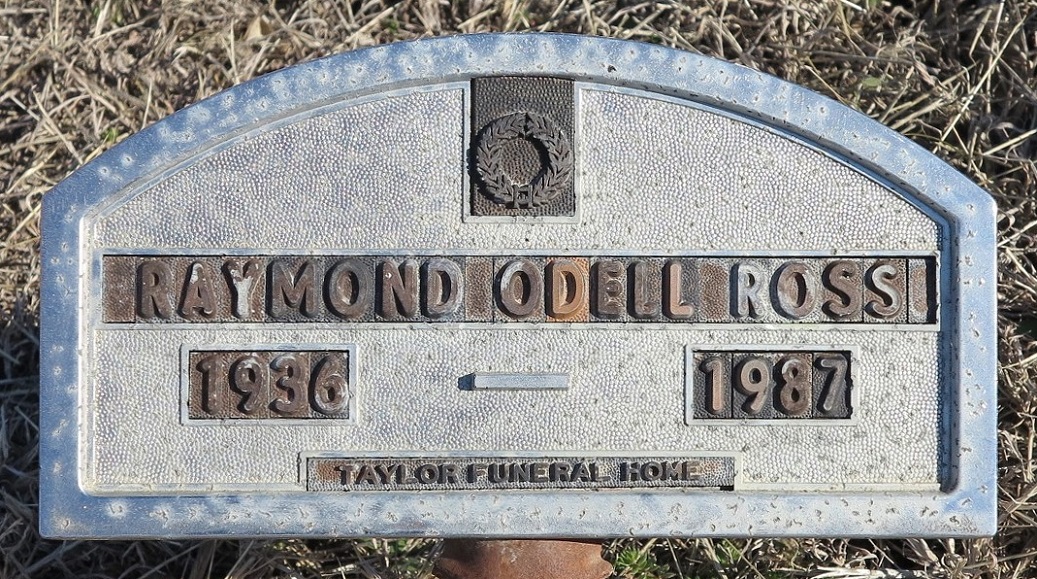 RAYMOND ODELL ROSS
1936 — 1987
TAYLOR FUNERAL HOME